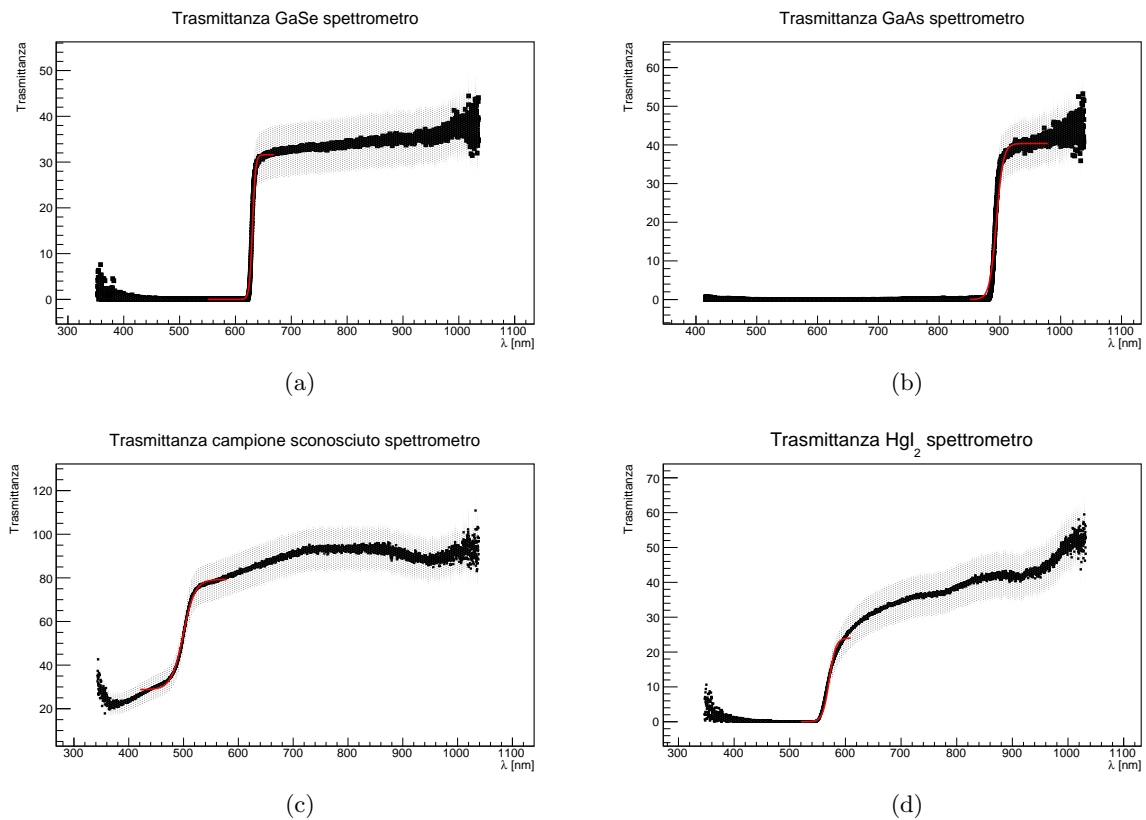 Trasmittanza GaSe spettrometro
Trasmittanza
50
40
30
20
10
0
300 400 500 600 700 800 900 1000 1100
λ [nm]
(a)
Trasmittanza GaAs spettrometro
Trasmittanza
60
50
40
30
20
10
0
400 500 600 700 800 900 1000 1100
λ [nm]
(b)
Trasmittanza campione sconosciuto spettrometro
Trasmittanza
120
100
80
60
40
20
300 400 500 600 700 800 900 1000 1100
λ [nm]
(c)
Trasmittanza HgI2 spettrometro
Trasmittanza
70
60
50
40
30
20
10
0
300 400 500 600 700 800 900 1000 1100
λ [nm]
(d)